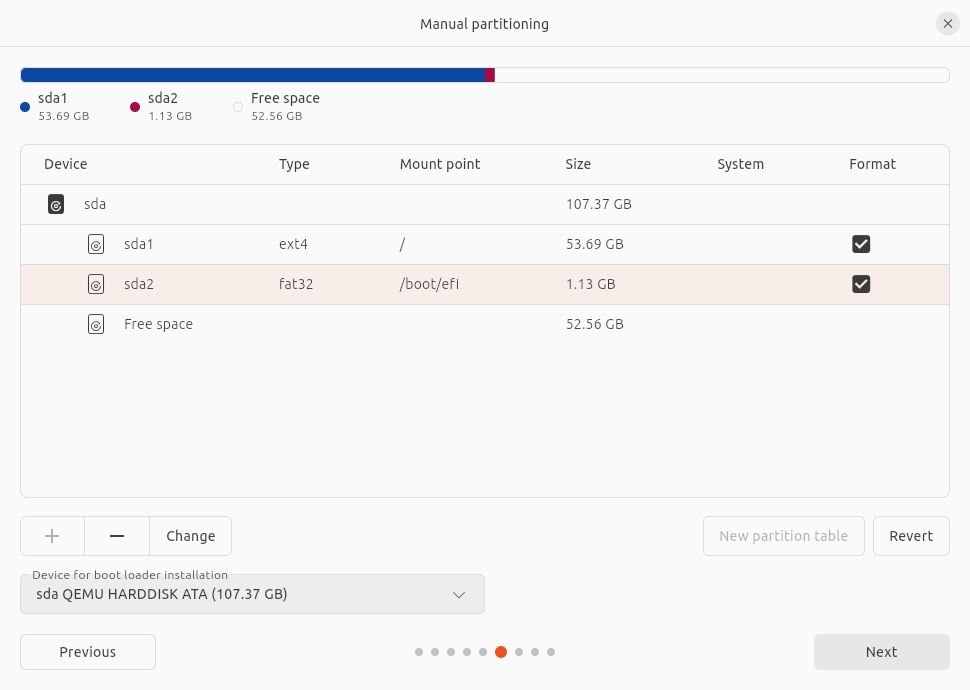 Manual partitioning
sda1
53.69 GB
sda2
1.13 GB
Free space
52.56 GB
Device Type Mount point Size System Format
sda 107.37 GB
sda1 ext4 / 53.69 GB
sda2 fat32 /boot/efi 1.13 GB
Free space 52.56 GB
Change
New partition table
Revert
Device for boot loader installation
sda QEMU HARDDISK ATA (107.37 GB)
Previous
Next